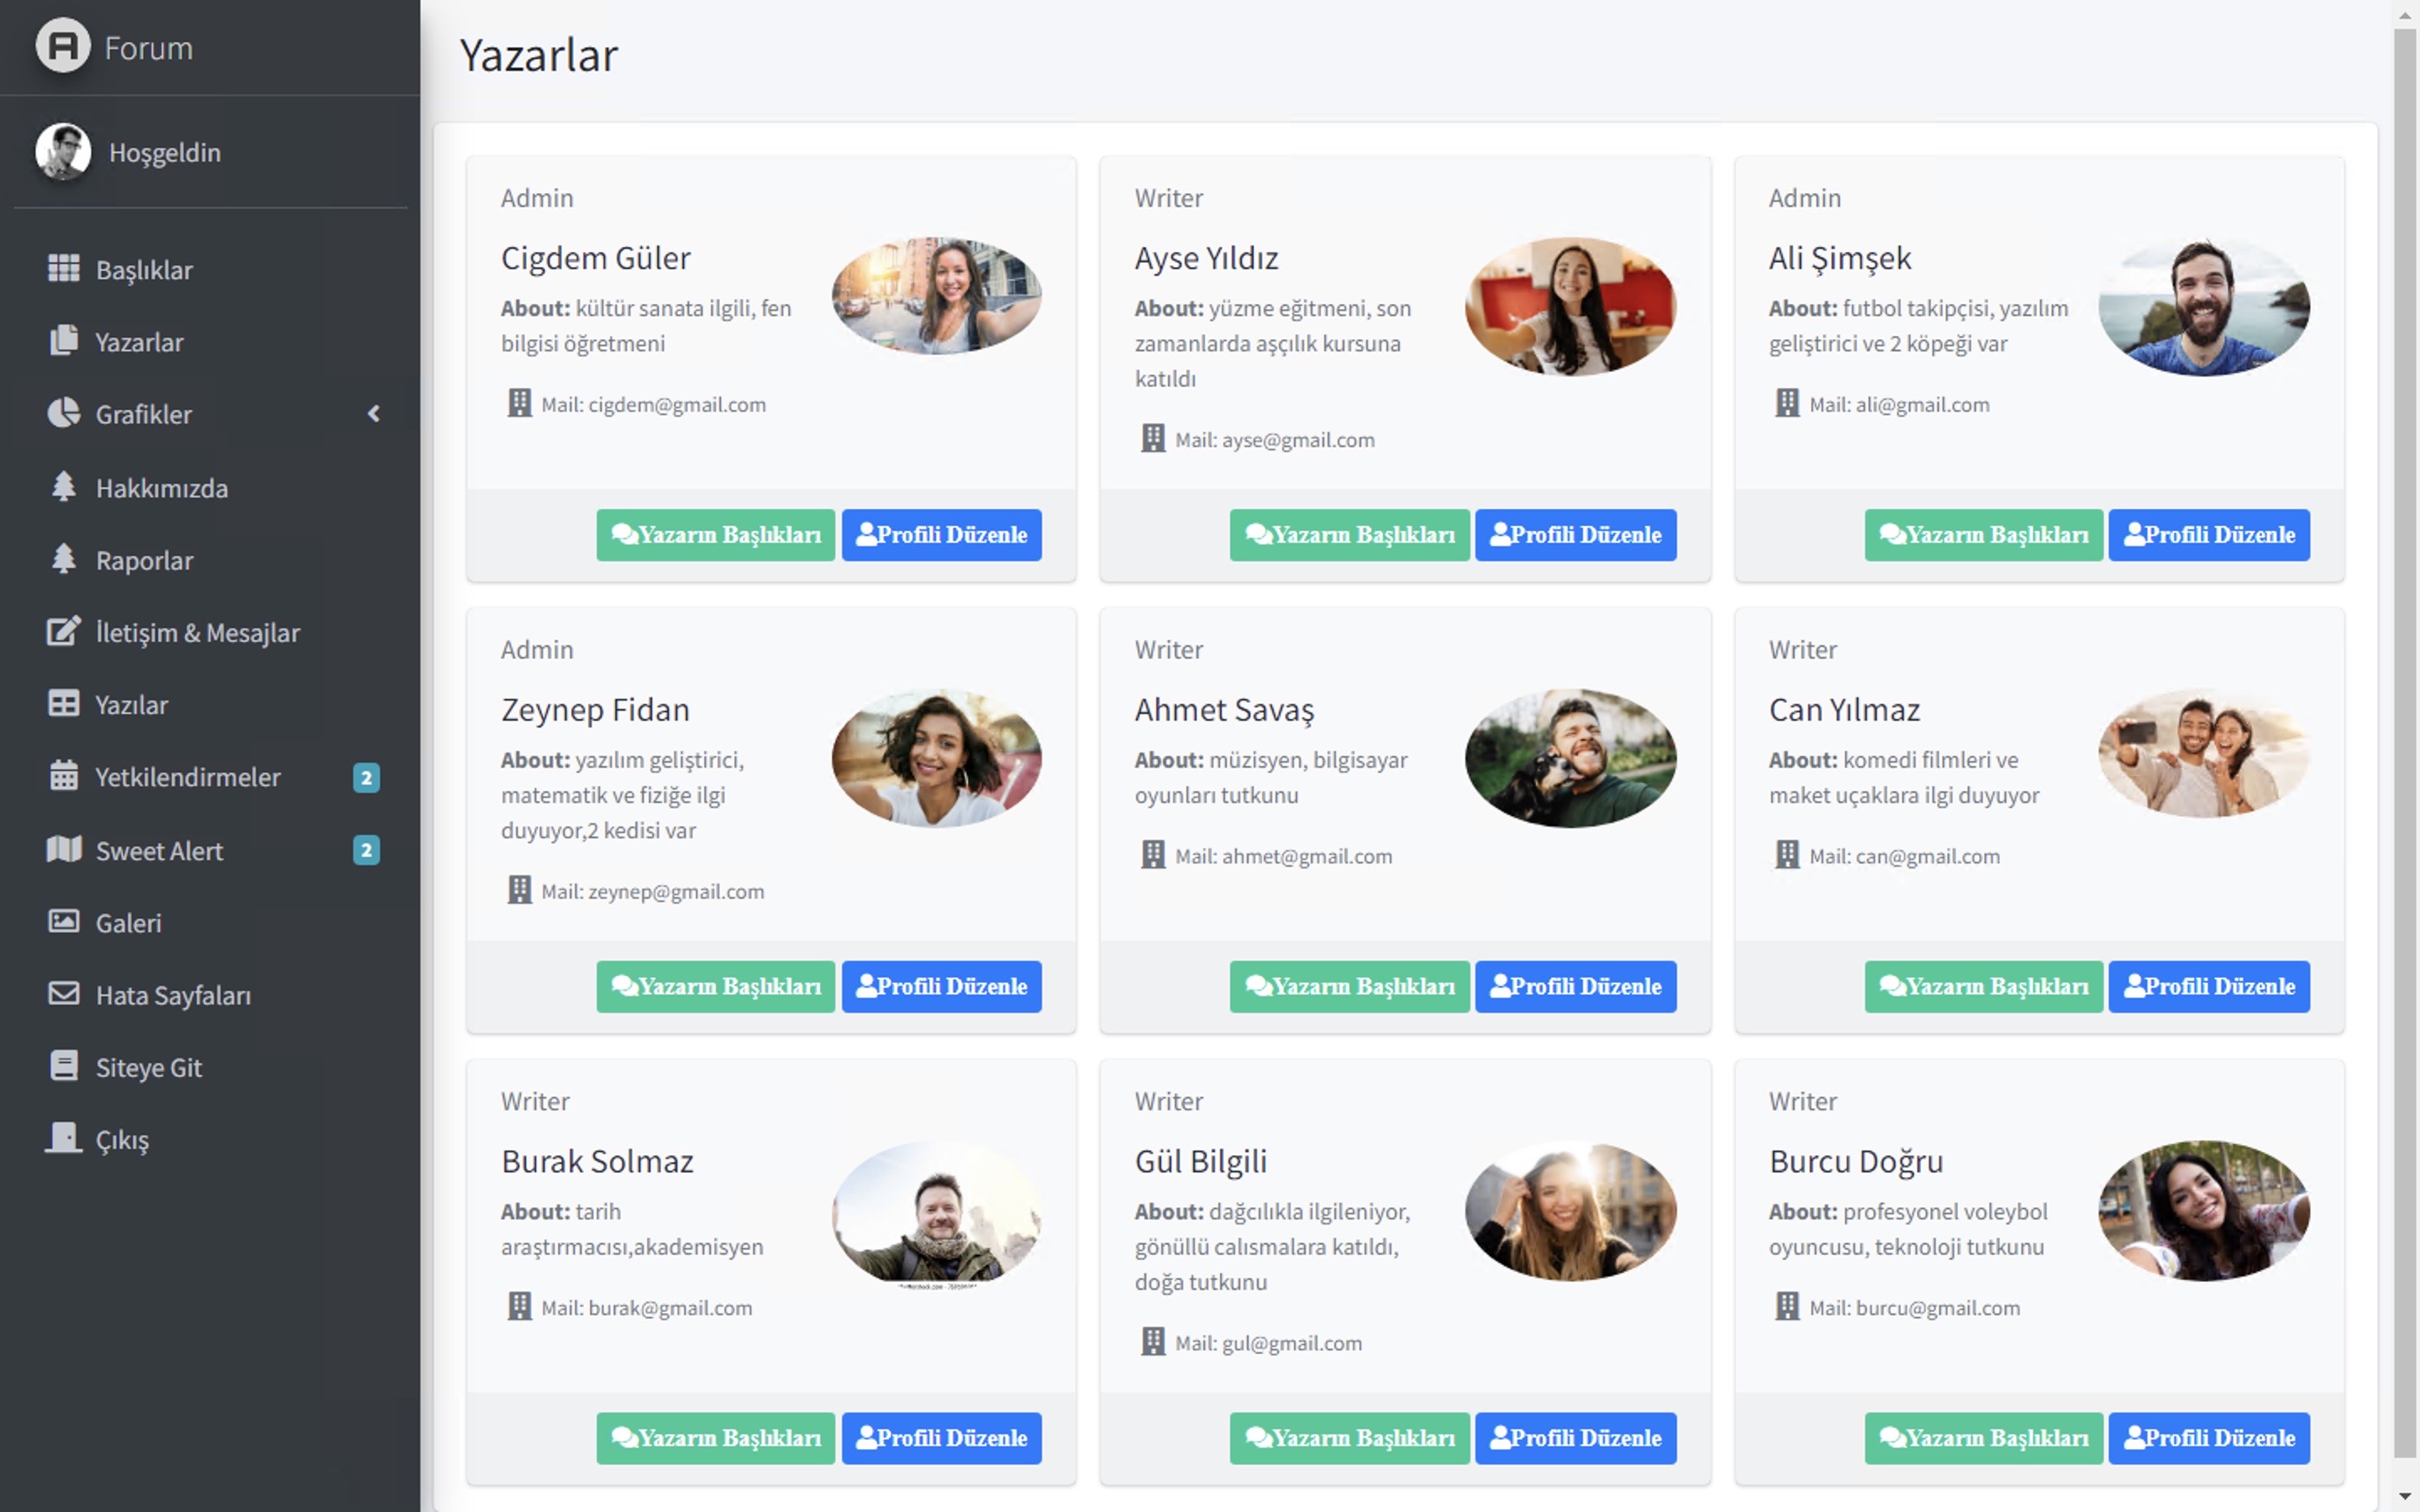 Forum
Hoşgeldin
Başlıklar
Yazarlar
Grafikler
Hakkımızda
Raporlar
İletişim & Mesajlar
Yazılar
Yetkilendirmeler 2
Sweet Alert 2
Galeri
Hata Sayfaları
Siteye Git
Çıkış
Yazarlar
Admin
Cigdem Güler
About: kültür sanata ilgili, fen
bilgisi öğretmeni
Mail: cigdem@gmail.com
Yazarın Başlıkları Profili Düzenle
Writer
Ayse Yıldız
About: yüzme eğitmeni, son
zamanlarda aşçılık kursuna
katıldı
Mail: ayse@gmail.com
Yazarın Başlıkları Profili Düzenle
Admin
Ali Şimşek
About: futbol takipçisi, yazılım
geliştirici ve 2 köpeği var
Mail: ali@gmail.com
Yazarın Başlıkları Profili Düzenle
Admin
Zeynep Fidan
About: yazılım geliştirici,
matematik ve fiziğe ilgi
duyuyor,2 kedisi var
Mail: zeynep@gmail.com
Yazarın Başlıkları Profili Düzenle
Writer
Ahmet Savaş
About: müzisyen, bilgisayar
oyunları tutkunu
Mail: ahmet@gmail.com
Yazarın Başlıkları Profili Düzenle
Writer
Can Yılmaz
About: komedi filmleri ve
maket uçaklara ilgi duyuyor
Mail: can@gmail.com
Yazarın Başlıkları Profili Düzenle
Writer
Burak Solmaz
About: tarih
araştırmacısı,akademisyen
Mail: burak@gmail.com
Yazarın Başlıkları Profili Düzenle
Writer
Gül Bilgili
About: dağcılıkla ilgileniyor,
gönüllü calısmalara katıldı,
doğa tutkunu
Mail: gul@gmail.com
Yazarın Başlıkları Profili Düzenle
Writer
Burcu Doğru
About: profesyonel voleybol
oyuncusu, teknoloji tutkunu
Mail: burcu@gmail.com
Yazarın Başlıkları Profili Düzenle